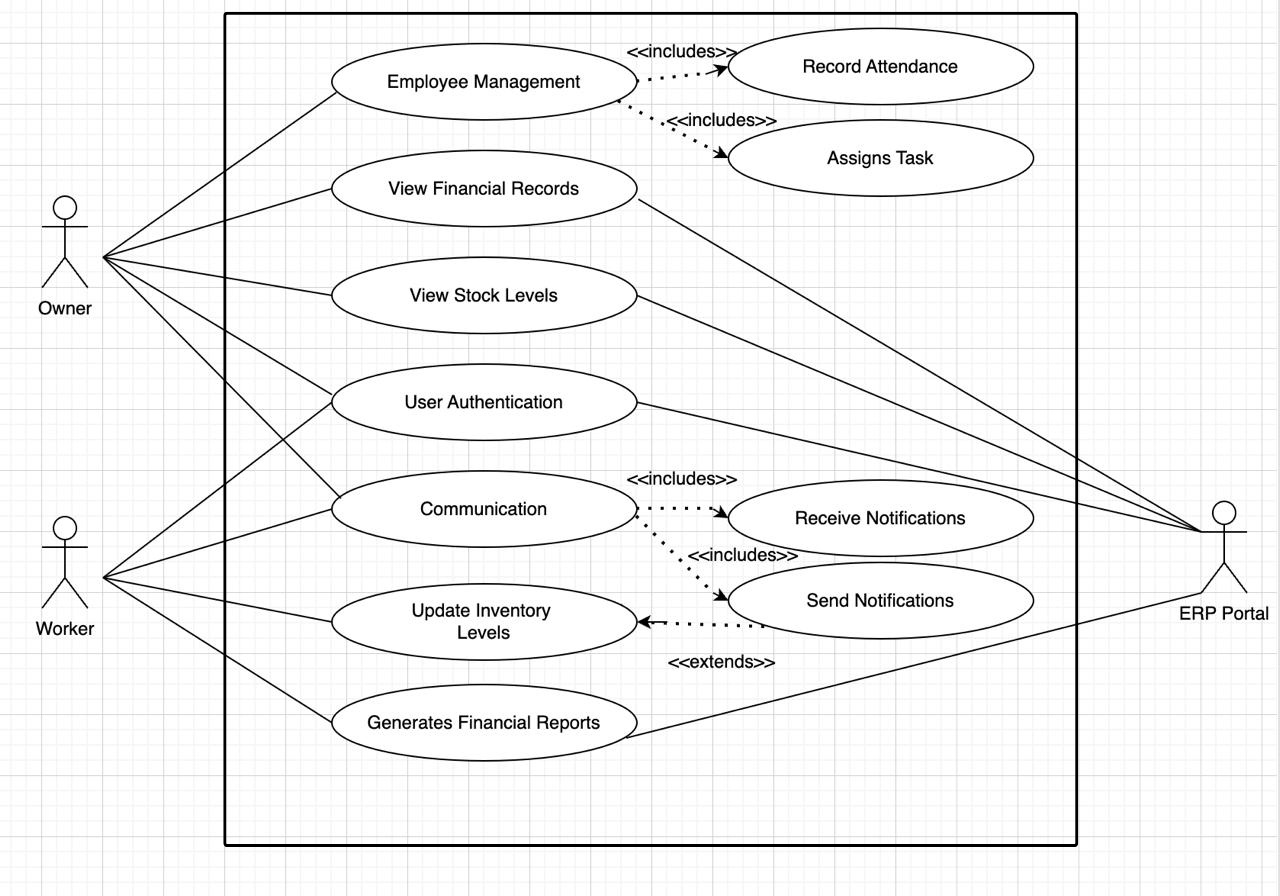 <<includes>>
Employee Management
Record Attendance
<<includes>>
Assigns Task
View Financial Records
View Stock Levels
Owner
User Authentication
<<includes>>
Communication
Receive Notifications
<<includes>>
Send Notifications
Update Inventory
Levels
ERP Portal
Worker
<<extends>>
Generates Financial Reports